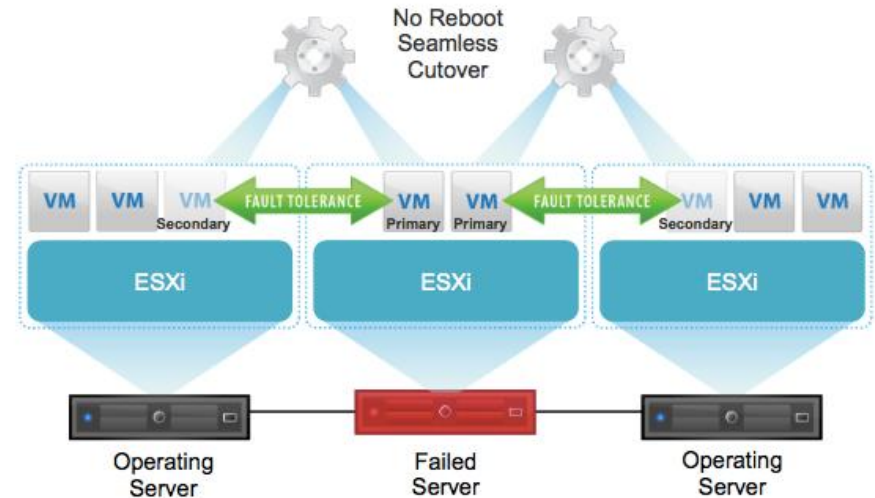 No Reboot
Seamless
Cutover
VM
VM
VM
Secondary
FAULT TOLERANCE
VM
Primary
VM
Primary
FAULT TOLERANCE
VM
Secondary
VM
VM
ESXi
ESXi
ESXi
Operating
Server
Failed
Server
Operating
Server